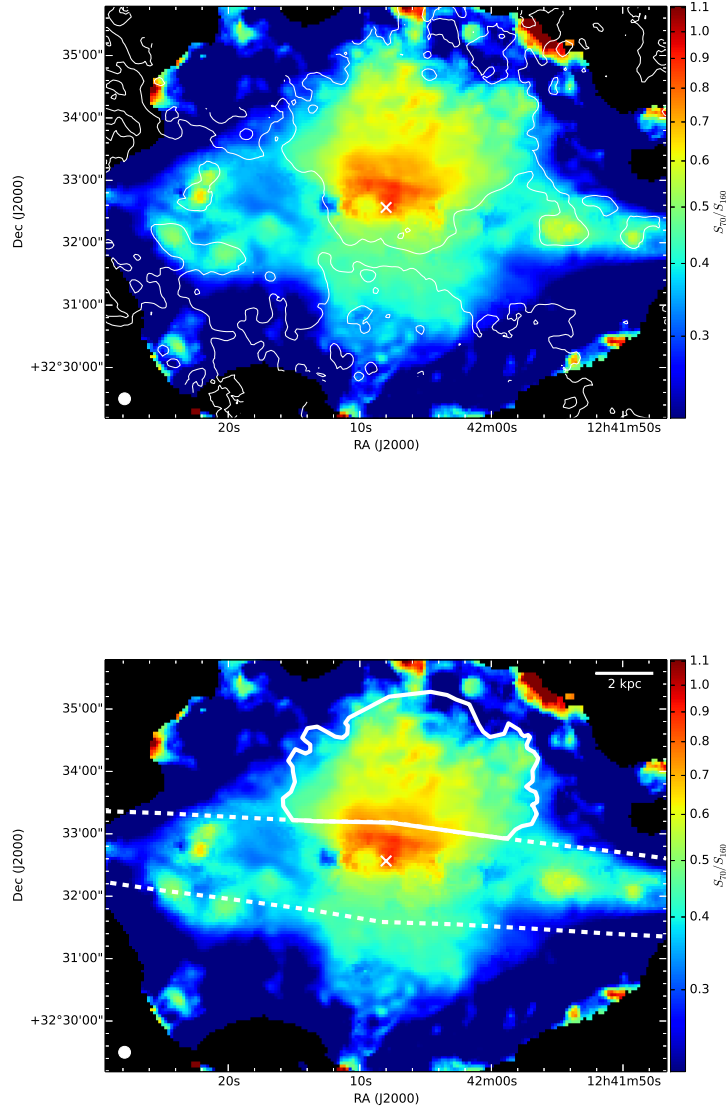 35'00"
34'00"
33'00"
32'00"
31'00"
+32°30'00"
Dec (J2000)
20s
10s
42m00s
12h41m50s
RA (J2000)
1.1
1.0
0.9
0.8
0.7
0.6
0.5
0.4
0.3
S70/S160
2 kpc
35'00"
34'00"
33'00"
32'00"
31'00"
+32°30'00"
Dec (J2000)
20s
10s
42m00s
12h41m50s
RA (J2000)
1.1
1.0
0.9
0.8
0.7
0.6
0.5
0.4
0.3
S70/S160